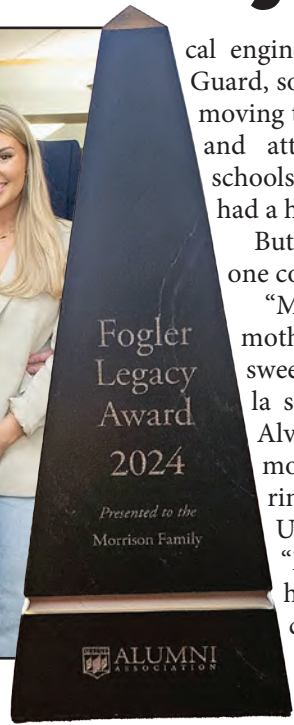 cal engin
Guard, so
moving t
and att
schools
had a h
But
one co
“M
moth
swee
la s
Alv
mo
rin
U
Fogler
Legacy
Award
2024
Presented to the
Morrison Family
ALUMNI
ASSOCIATION